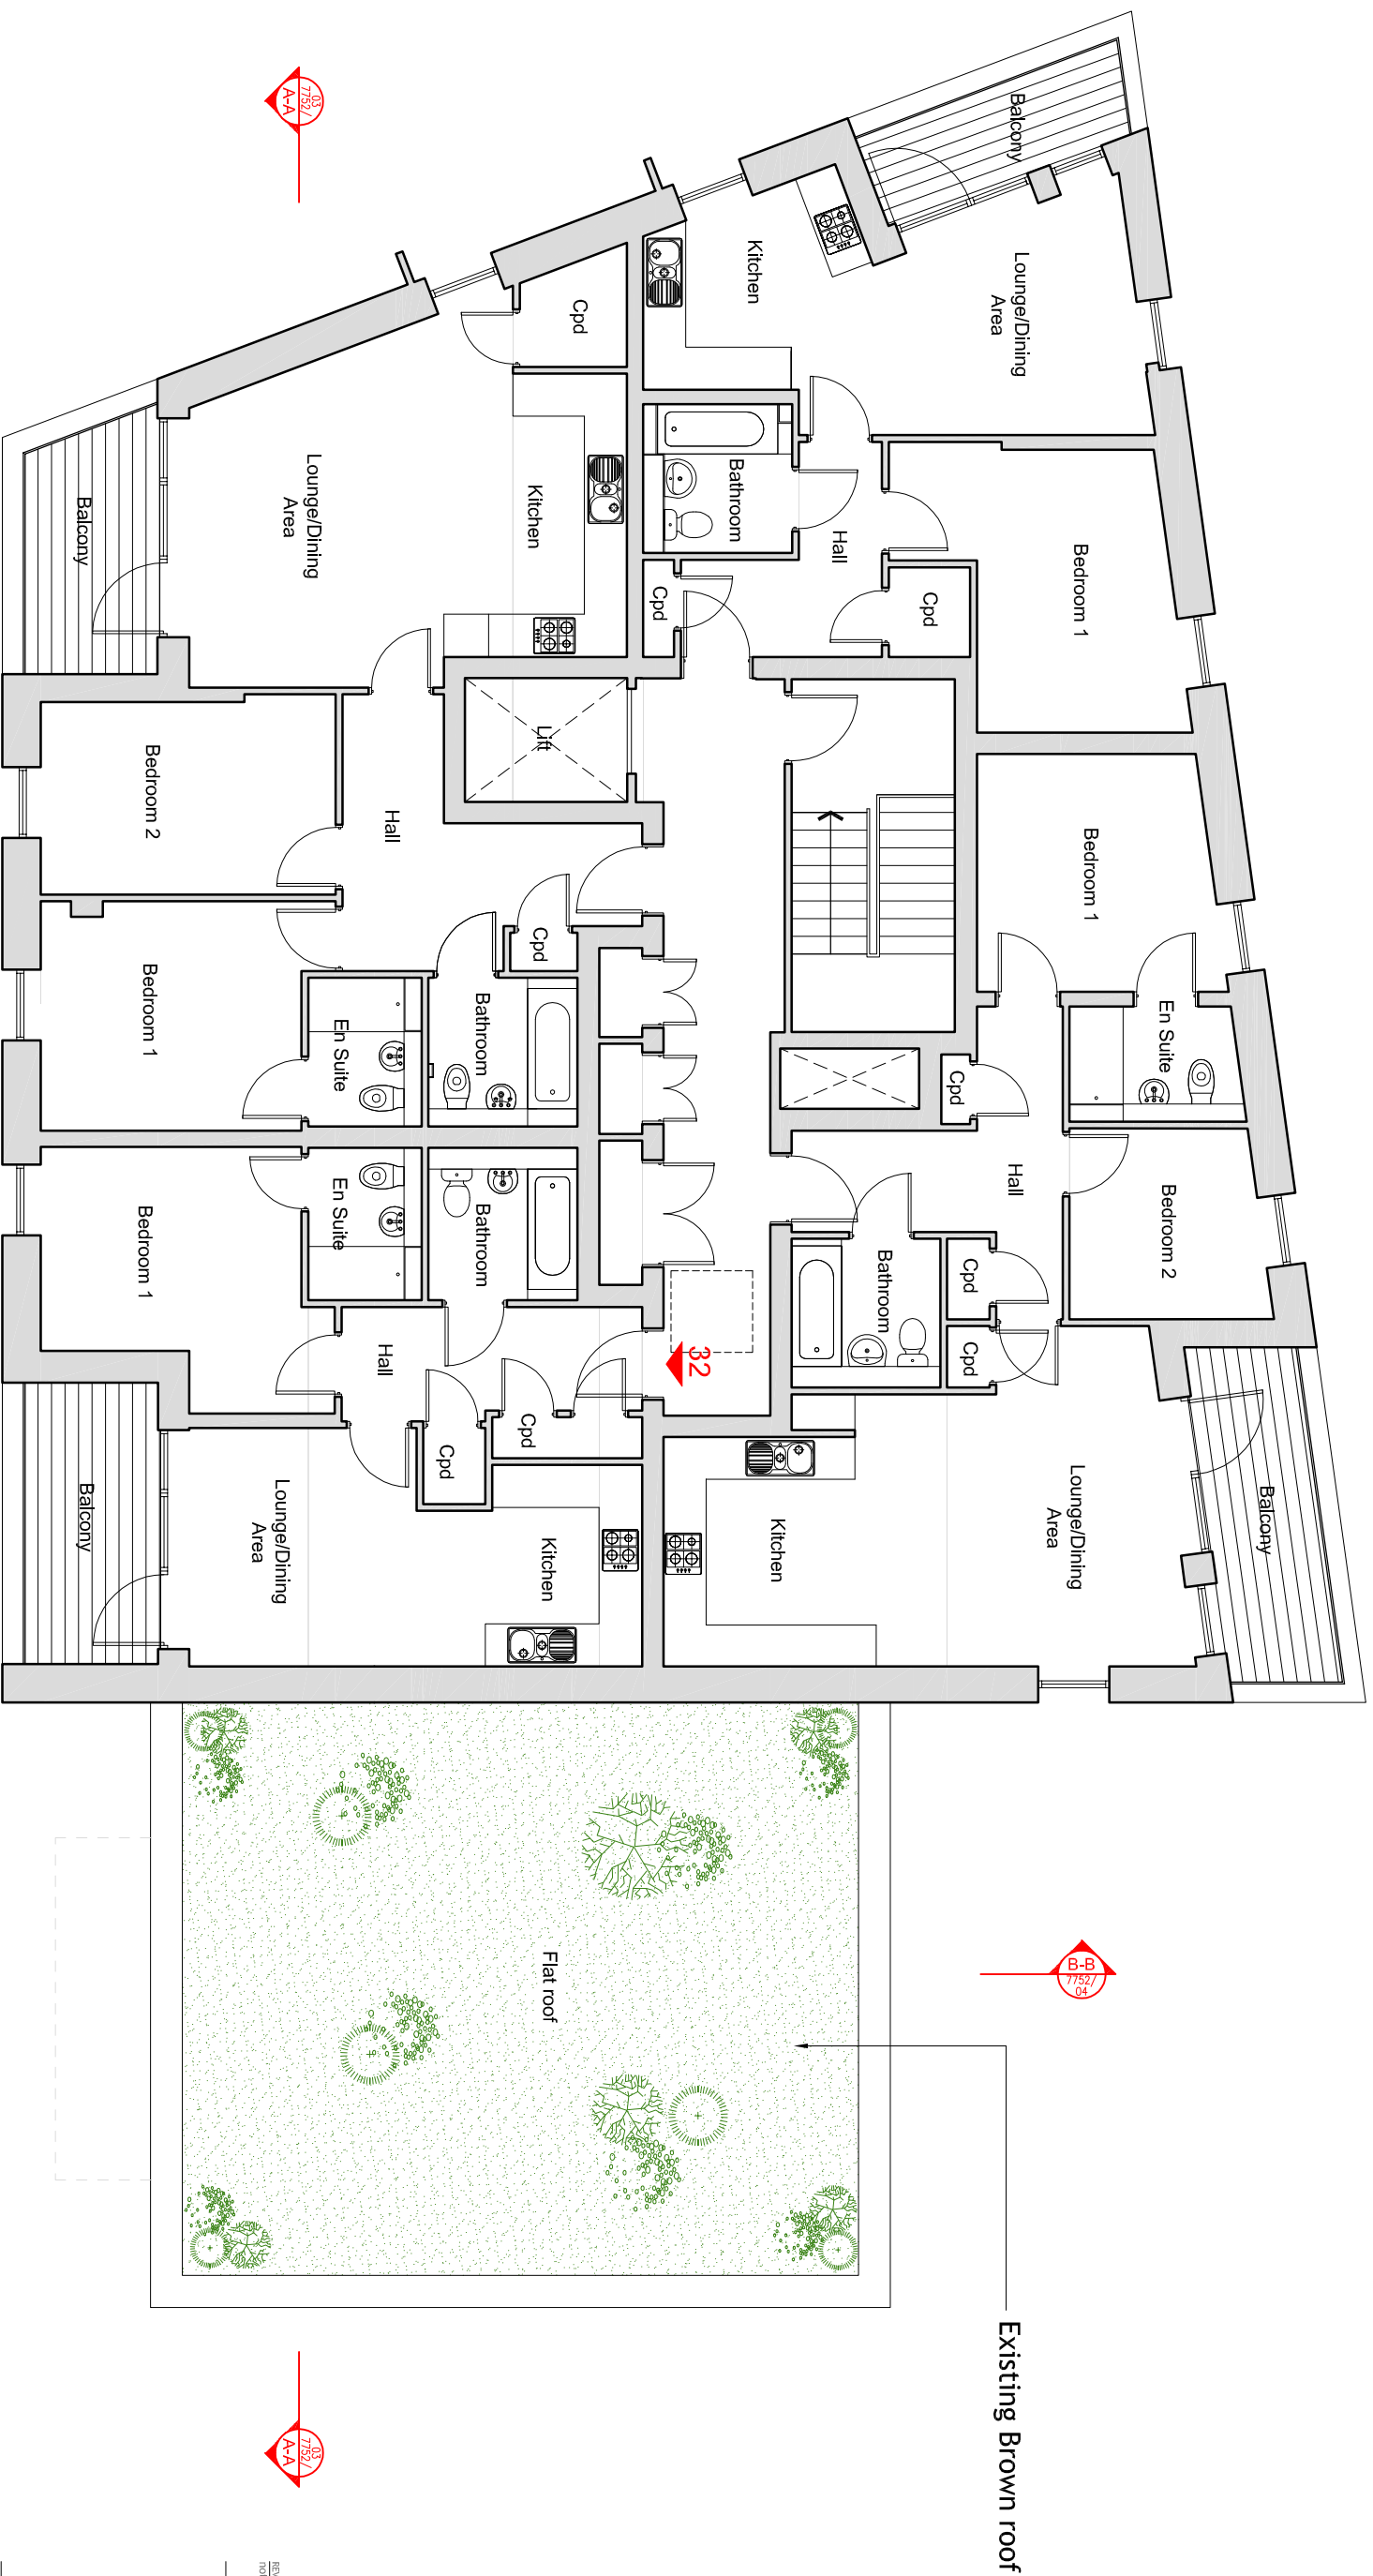 Balcony
Lounge/Dining
Area
Kitchen
Bedroom 1
Hall
Bathroom
Cpd
Cpd
Cpd
Kitchen
Lounge/Dining
Area
Balcony
Lift
Bedroom 1
En Suite
Cpd
Hall
Bedroom 2
Bathroom
Cpd
Cpd
Balcony
Lounge/Dining
Area
Kitchen
Hall
Bedroom 2
Bedroom 1
Cpd
Bathroom
En Suite
32
Bathroom
En Suite
Bedroom 1
Hall
Cpd
Cpd
Kitchen
Lounge/Dining
Area
Balcony
Flat roof
Existing Brown roof
03
7752/
A-A
B-B
7752/
04
03
7752/
A-A